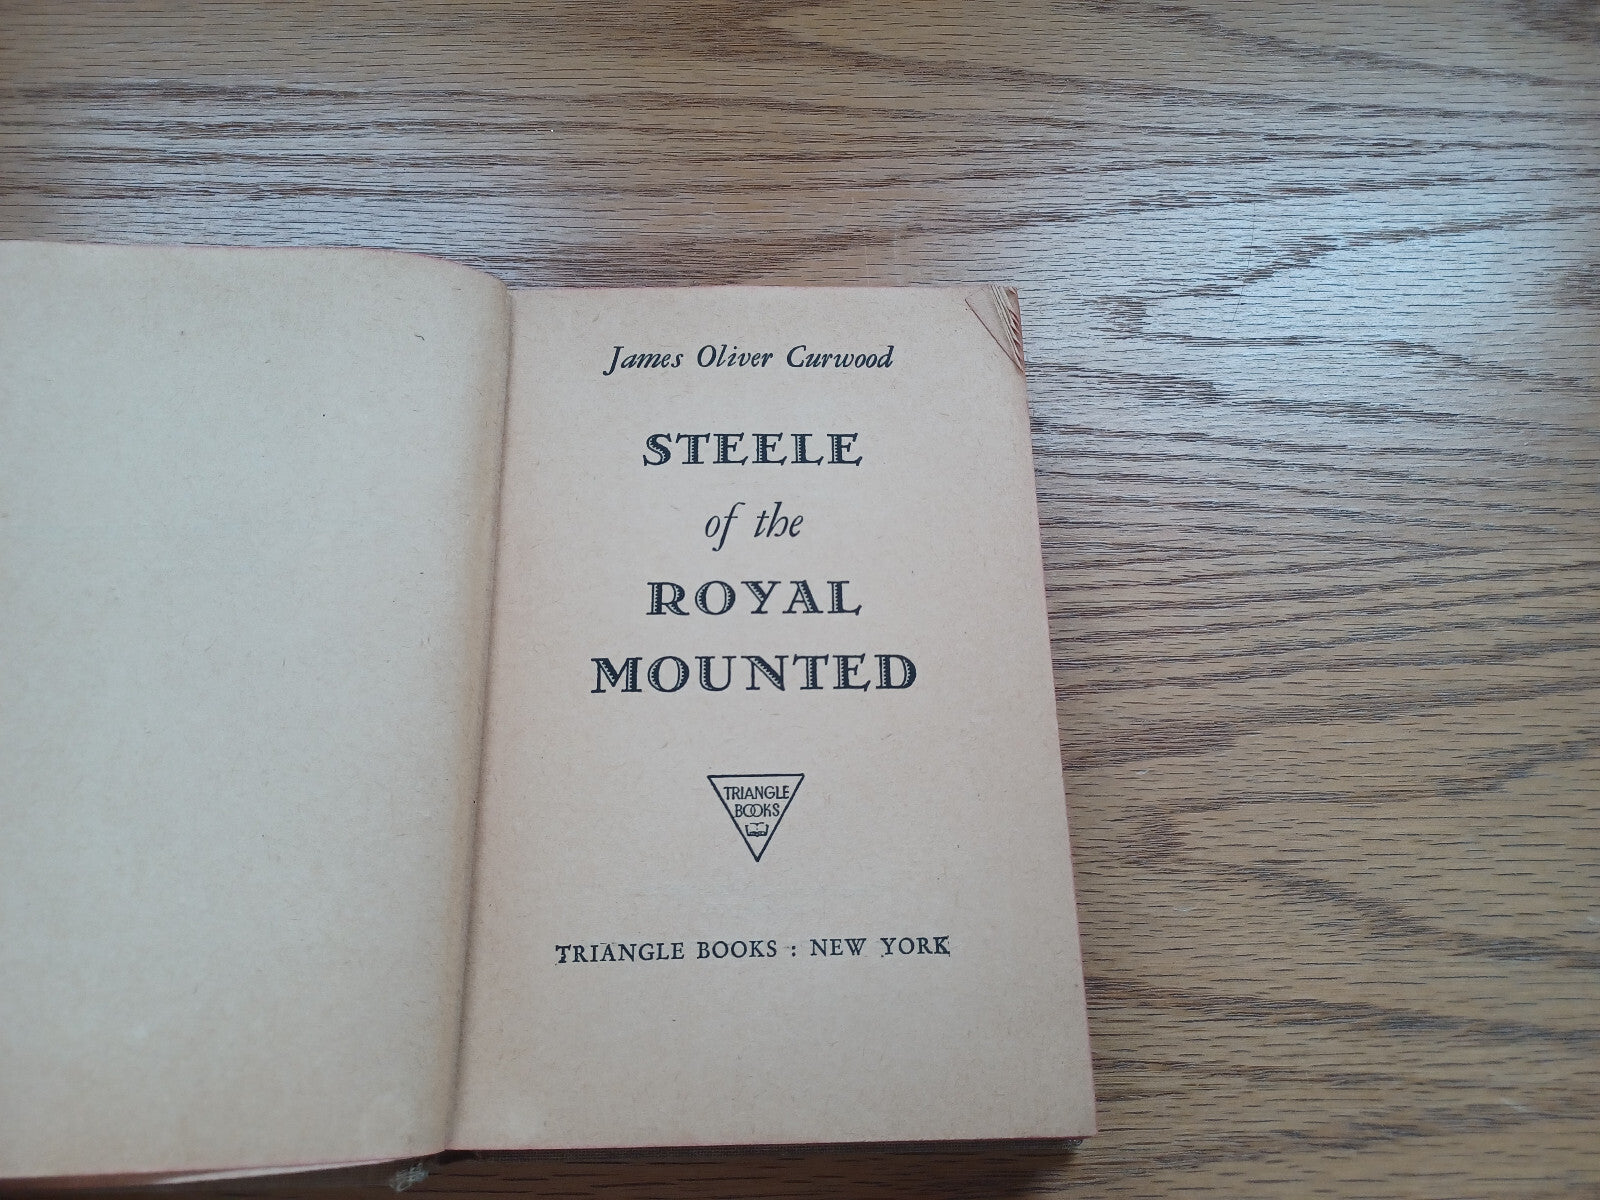 James Oliver Curwood
STEELE
of the
ROYAL
MOUNTED
TRIANGLE
BOOKS
TRIANGLE BOOKS : NEW YORK